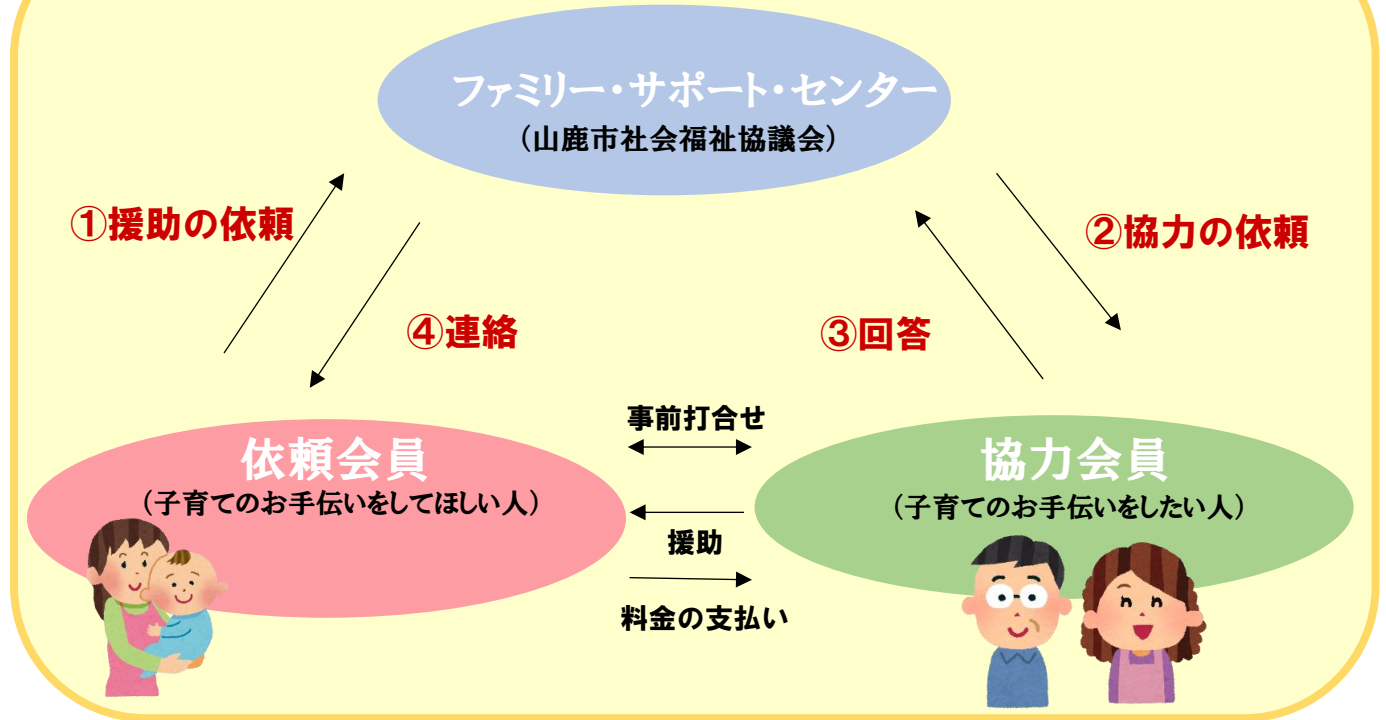 ファミリー・サポート・センター
（山鹿市社会福祉協議会）
①援助の依頼
②協力の依頼
④連絡
③回答
事前打合せ
依頼会員
（子育てのお手伝いをしてほしい人）
協力会員
（子育てのお手伝いをしたい人）
援助
料金の支払い